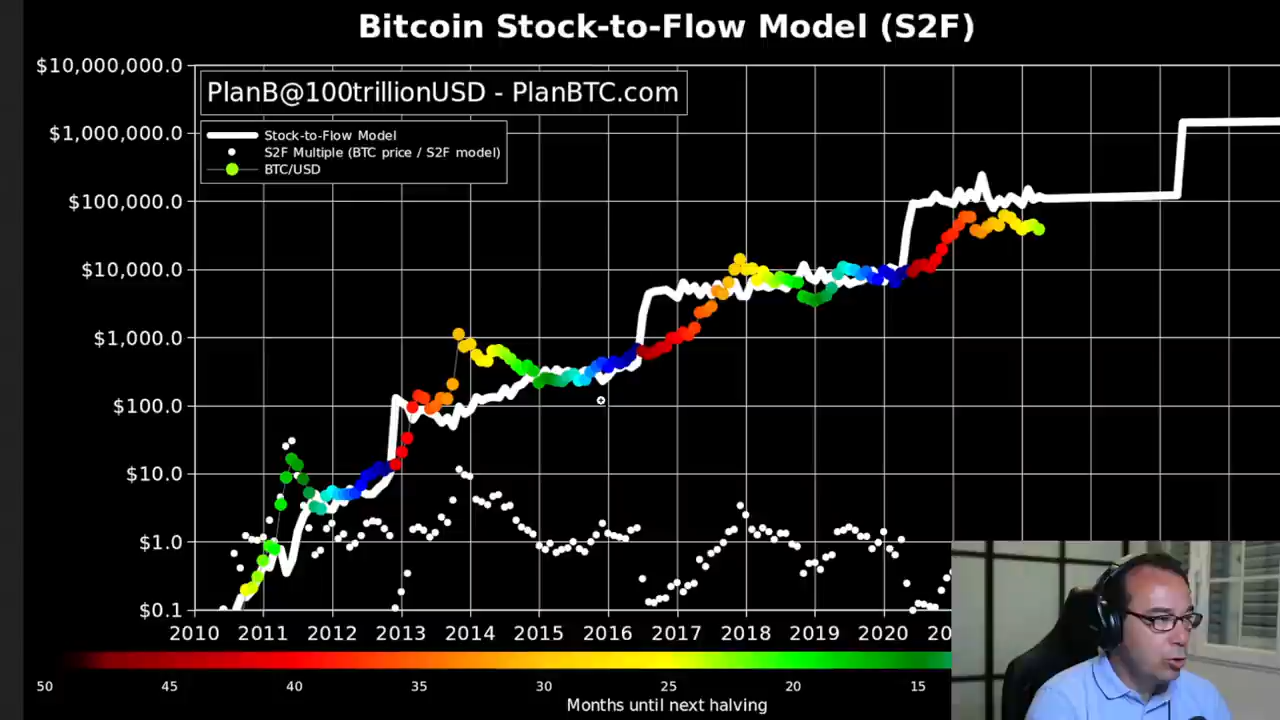 Bitcoin Stock-to-Flow Model (S2F)
$10,000,000.0
PlanB@100trillionUSD - PlanBTC.com
$1,000,000.0
Stock-to-Flow Model
S2F Multiple (BTC price / S2F model)
BTC/USD
$100,000.0
$10,000.0
$1,000.0
$100.0
$10.0
$1.0
$0.1
2010 2011 2012 2013 2014 2015 2016 2017 2018 2019 2020 20
50 45 40 35 30 25 20 15
Months until next halving